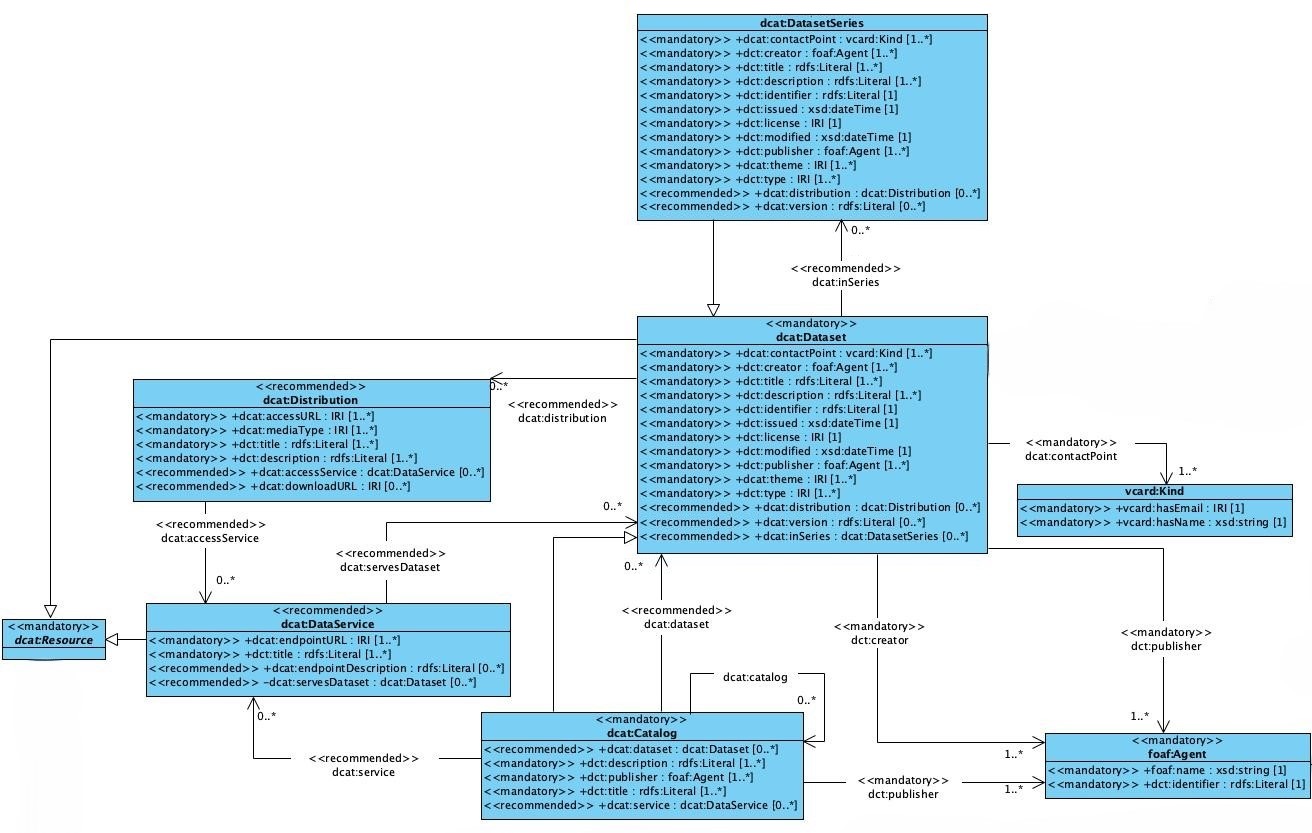 dcat:DatasetSeries
<<mandatory>> +dcat:contactPoint : vcard:Kind [1..*]
<<mandatory>> +dct:creator : foaf:Agent [1..*]
<<mandatory>> +dct:title : rdfs:Literal [1..*]
<<mandatory>> +dct:description : rdfs:Literal [1..*]
<<mandatory>> +dct:identifier : rdfs:Literal [1]
<<mandatory>> +dct:issued : xsd:dateTime [1]
<<mandatory>> +dct:license : IRI [1]
<<mandatory>> +dct:modified : xsd:dateTime [1]
<<mandatory>> +dct:publisher : foaf:Agent [1..*]
<<mandatory>> +dcat:theme : IRI [1..*]
<<mandatory>> +dct:type : IRI [1..*]
<<recommended>> +dcat:distribution : dcat:Distribution [0..*]
<<recommended>> +dcat:version : rdfs:Literal [0..*]
0..*
<<recommended>>
dcat:inSeries
<<mandatory>>
dcat:Dataset
<<mandatory>> +dcat:contactPoint : vcard:Kind [1..*]
<<mandatory>> +dct:creator : foaf:Agent [1..*]
<<mandatory>> +dct:title : rdfs:Literal [1..*]
<<mandatory>> +dct:description : rdfs:Literal [1..*]
<<mandatory>> +dct:identifier : rdfs:Literal [1]
<<mandatory>> +dct:issued : xsd:dateTime [1]
<<mandatory>> +dct:license : IRI [1]
<<mandatory>> +dct:modified : xsd:dateTime [1]
<<mandatory>> +dct:publisher : foaf:Agent [1..*]
<<mandatory>> +dcat:theme : IRI [1..*]
<<mandatory>> +dct:type : IRI [1..*]
<<recommended>> +dcat:distribution : dcat:Distribution [0..*]
<<recommended>> +dcat:version : rdfs:Literal [0..*]
<<recommended>> +dcat:inSeries : dcat:DatasetSeries [0..*]
0..*
<<recommended>>
dcat:distribution
<<recommended>>
dcat:Distribution
<<mandatory>> +dcat:accessURL : IRI [1..*]
<<mandatory>> +dcat:mediaType : IRI [1..*]
<<mandatory>> +dct:title : rdfs:Literal [1..*]
<<mandatory>> +dct:description : rdfs:Literal [1..*]
<<recommended>> +dcat:accessService : dcat:DataService [0..*]
<<recommended>> +dcat:downloadURL : IRI [0..*]
<<mandatory>>
dcat:contactPoint
1..*
vcard:Kind
<<mandatory>> +vcard:hasEmail : IRI [1]
<<mandatory>> +vcard:hasName : xsd:string [1]
<<recommended>>
dcat:accessService
0..*
0..*
<<recommended>>
dcat:servesDataset
0..*
<<recommended>>
dcat:dataset
<<mandatory>>
dct:creator
1..*
<<mandatory>>
dct:publisher
1..*
<<mandatory>>
dcat:Resource
<<recommended>>
dcat:DataService
<<mandatory>> +dcat:endpointURL : IRI [1..*]
<<mandatory>> +dct:title : rdfs:Literal [1..*]
<<recommended>> +dcat:endpointDescription : rdfs:Literal [0..*]
<<recommended>> -dcat:servesDataset : dcat:Dataset [0..*]
0..*
<<recommended>>
dcat:service
dcat:catalog
0..*
<<mandatory>>
dcat:Catalog
<<recommended>> +dcat:dataset : dcat:Dataset [0..*]
<<mandatory>> +dct:description : rdfs:Literal [1..*]
<<mandatory>> +dct:publisher : foaf:Agent [1..*]
<<mandatory>> +dct:title : rdfs:Literal [1..*]
<<recommended>> +dcat:service : dcat:DataService [0..*]
<<mandatory>>
dct:publisher
1..*
<<mandatory>>
foaf:Agent
<<mandatory>> +foaf:name : xsd:string [1]
<<mandatory>> +dct:identifier : rdfs:Literal [1]